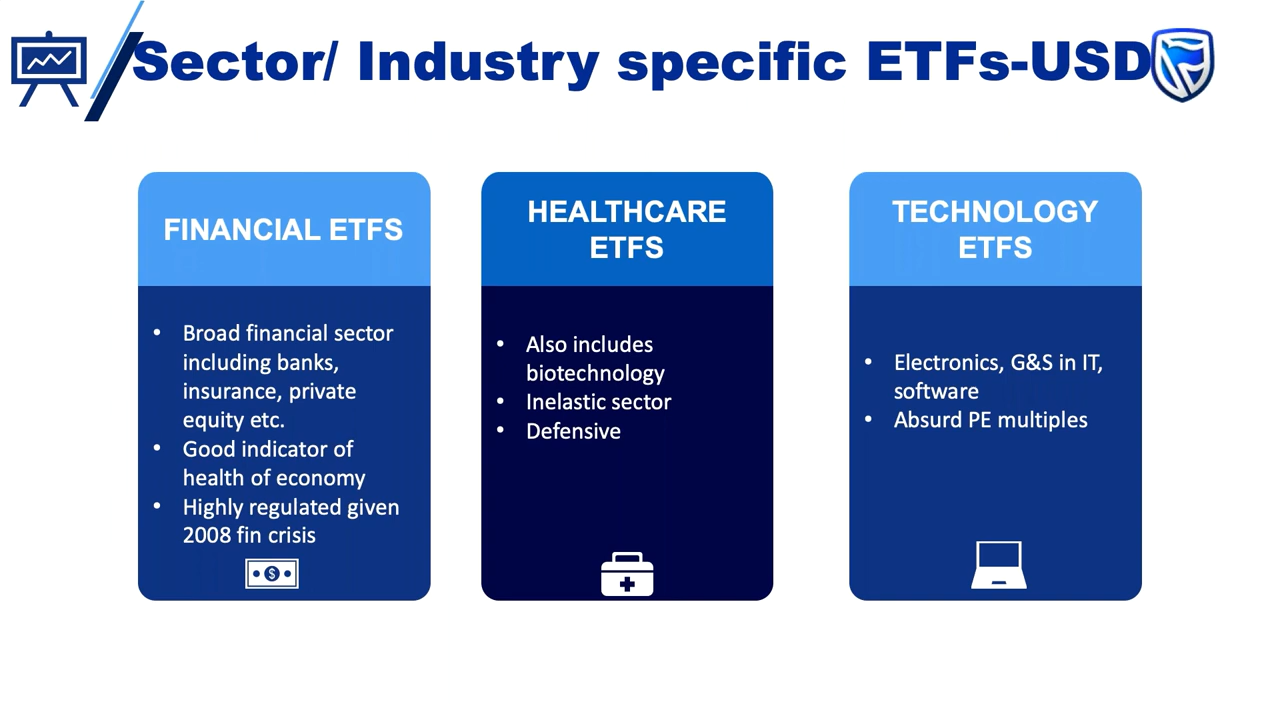 Sector/ Industry specific ETFs-USD
FINANCIAL ETFS
• Broad financial sector
including banks,
insurance, private
equity etc.
• Good indicator of
health of economy
• Highly regulated given
2008 fin crisis
$
HEALTHCARE
ETFS
• Also includes
biotechnology
• Inelastic sector
• Defensive
TECHNOLOGY
ETFS
• Electronics, G&S in IT,
software
• Absurd PE multiples